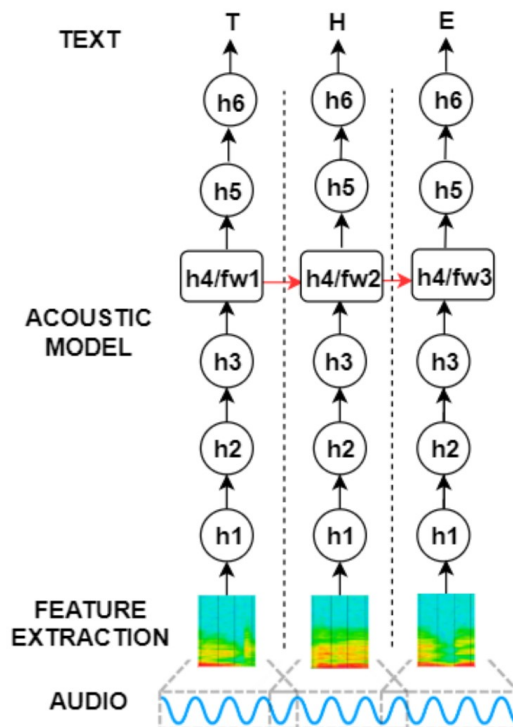 TEXT T H E
h6 h6 h6
h5 h5 h5
h4/fw1 h4/fw2 h4/fw3
ACOUSTIC
MODEL
h3 h3 h3
h2 h2 h2
h1 h1 h1
FEATURE
EXTRACTION
AUDIO